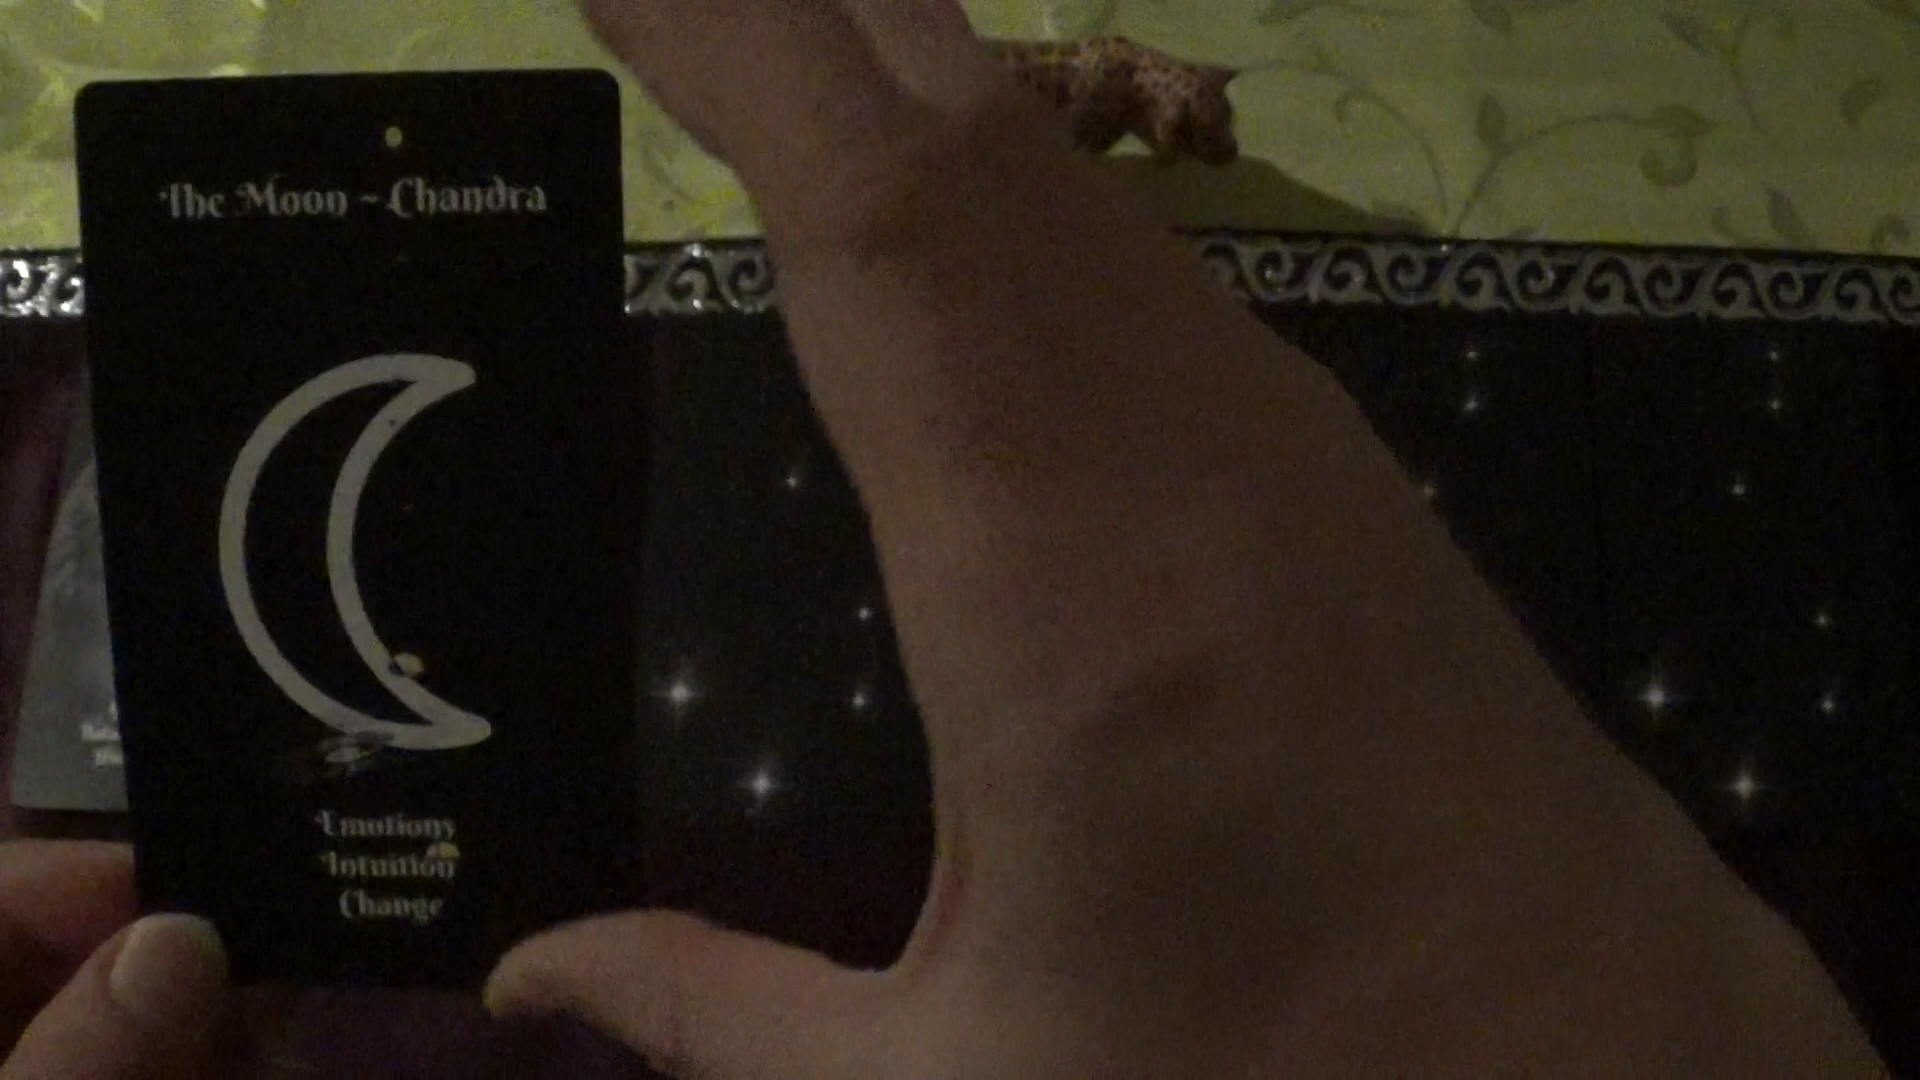 The Moon ~ Chandra
Emotions
Intuition
Change